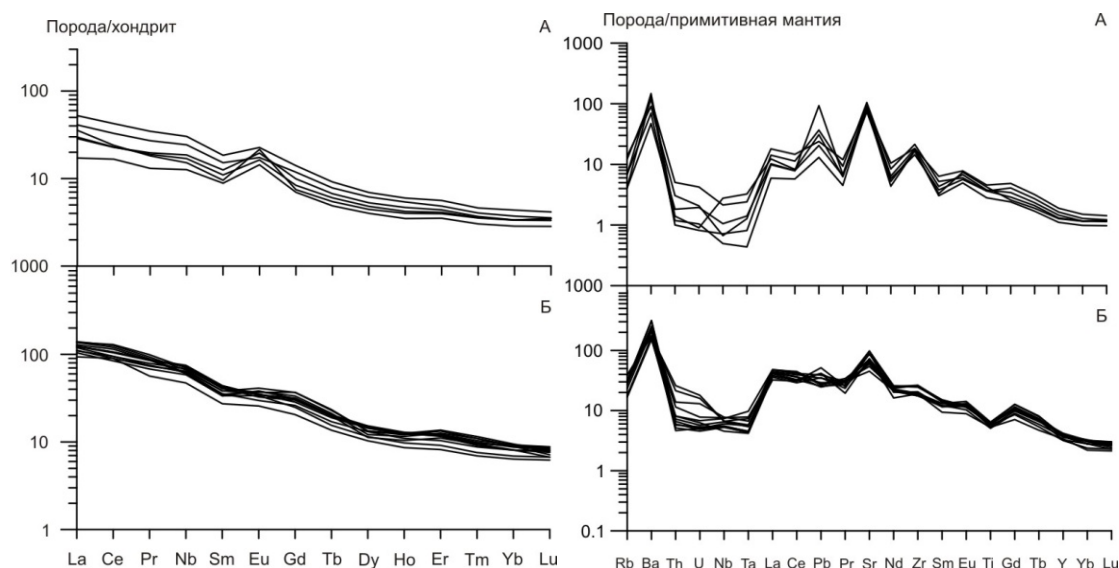 Порода/хондрит
А
100
10
1000
Б
100
10
1
La Ce Pr Nb Sm Eu Gd Tb Dy Ho Er Tm Yb Lu
Порода/примитивная мантия
А
1000
100
10
1
1000
Б
100
10
1
0.1
Rb Ba Th U Nb Ta La Ce Pb Pr Sr Nd Zr Sm Eu Ti Gd Tb Y Yb Lu